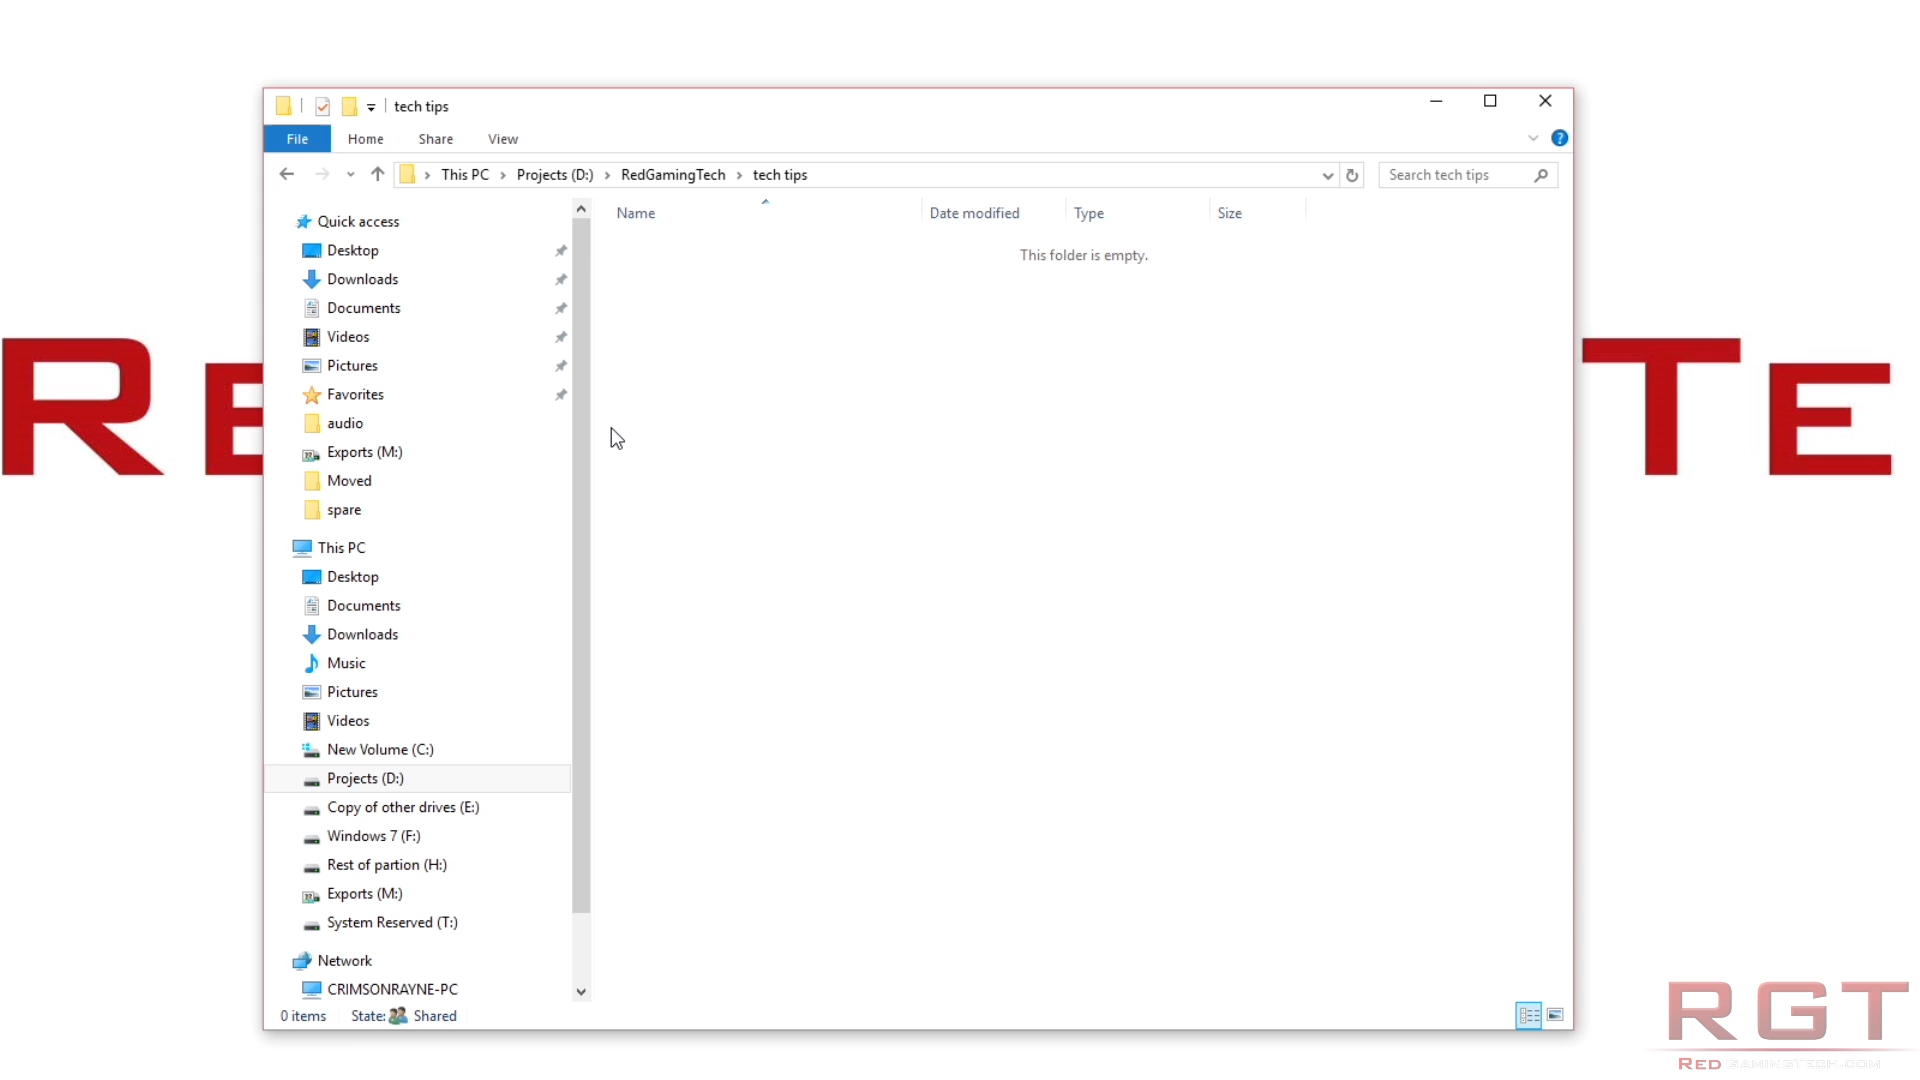 tech tips
File Home Share View
This PC Projects (D:) RedGamingTech tech tips
Search tech tips
Name Date modified Type Size
This folder is empty.
Quick access
Desktop
Downloads
Documents
Videos
Pictures
Favorites
audio
Exports (M:)
Moved
spare
This PC
Desktop
Documents
Downloads
Music
Pictures
Videos
New Volume (C:)
Projects (D:)
Copy of other drives (E:)
Windows 7 (F:)
Rest of partion (H:)
Exports (M:)
System Reserved (T:)
Network
CRIMSONRAYNE-PC
0 items State: Shared
RE TE
RGT
REDGAMINGTECH.COM